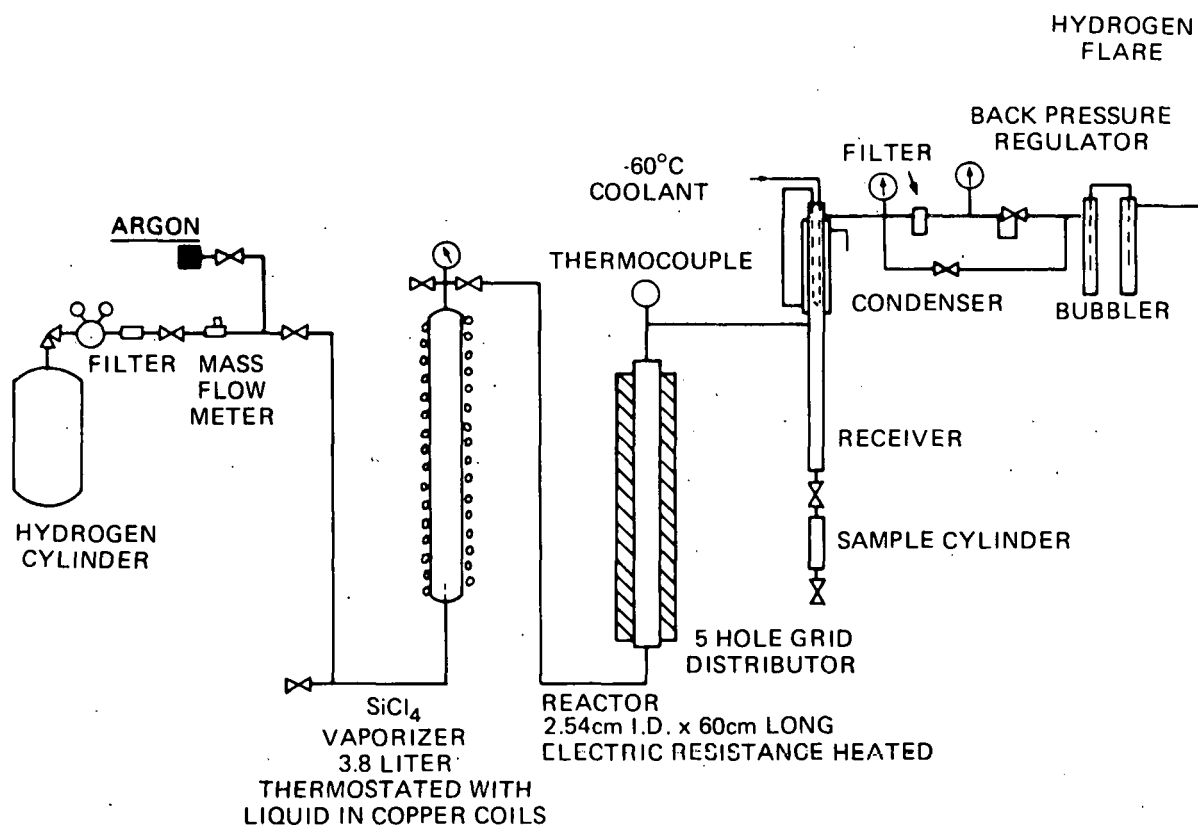 HYDROGEN
FLARE
BACK PRESSURE
REGULATOR
FILTER
-60°C
COOLANT
ARGON
THERMOCOUPLE
CONDENSER
BUBBLER
FILTER
MASS
FLOW
METER
RECEIVER
HYDROGEN
CYLINDER
SAMPLE CYLINDER
5 HOLE GRID
DISTRIBUTOR
SiCl₄
VAPORIZER
3.8 LITER
THERMOSTATED WITH
LIQUID IN COPPER COILS
REACTOR
2.54cm I.D. x 60cm LONG
ELECTRIC RESISTANCE HEATED